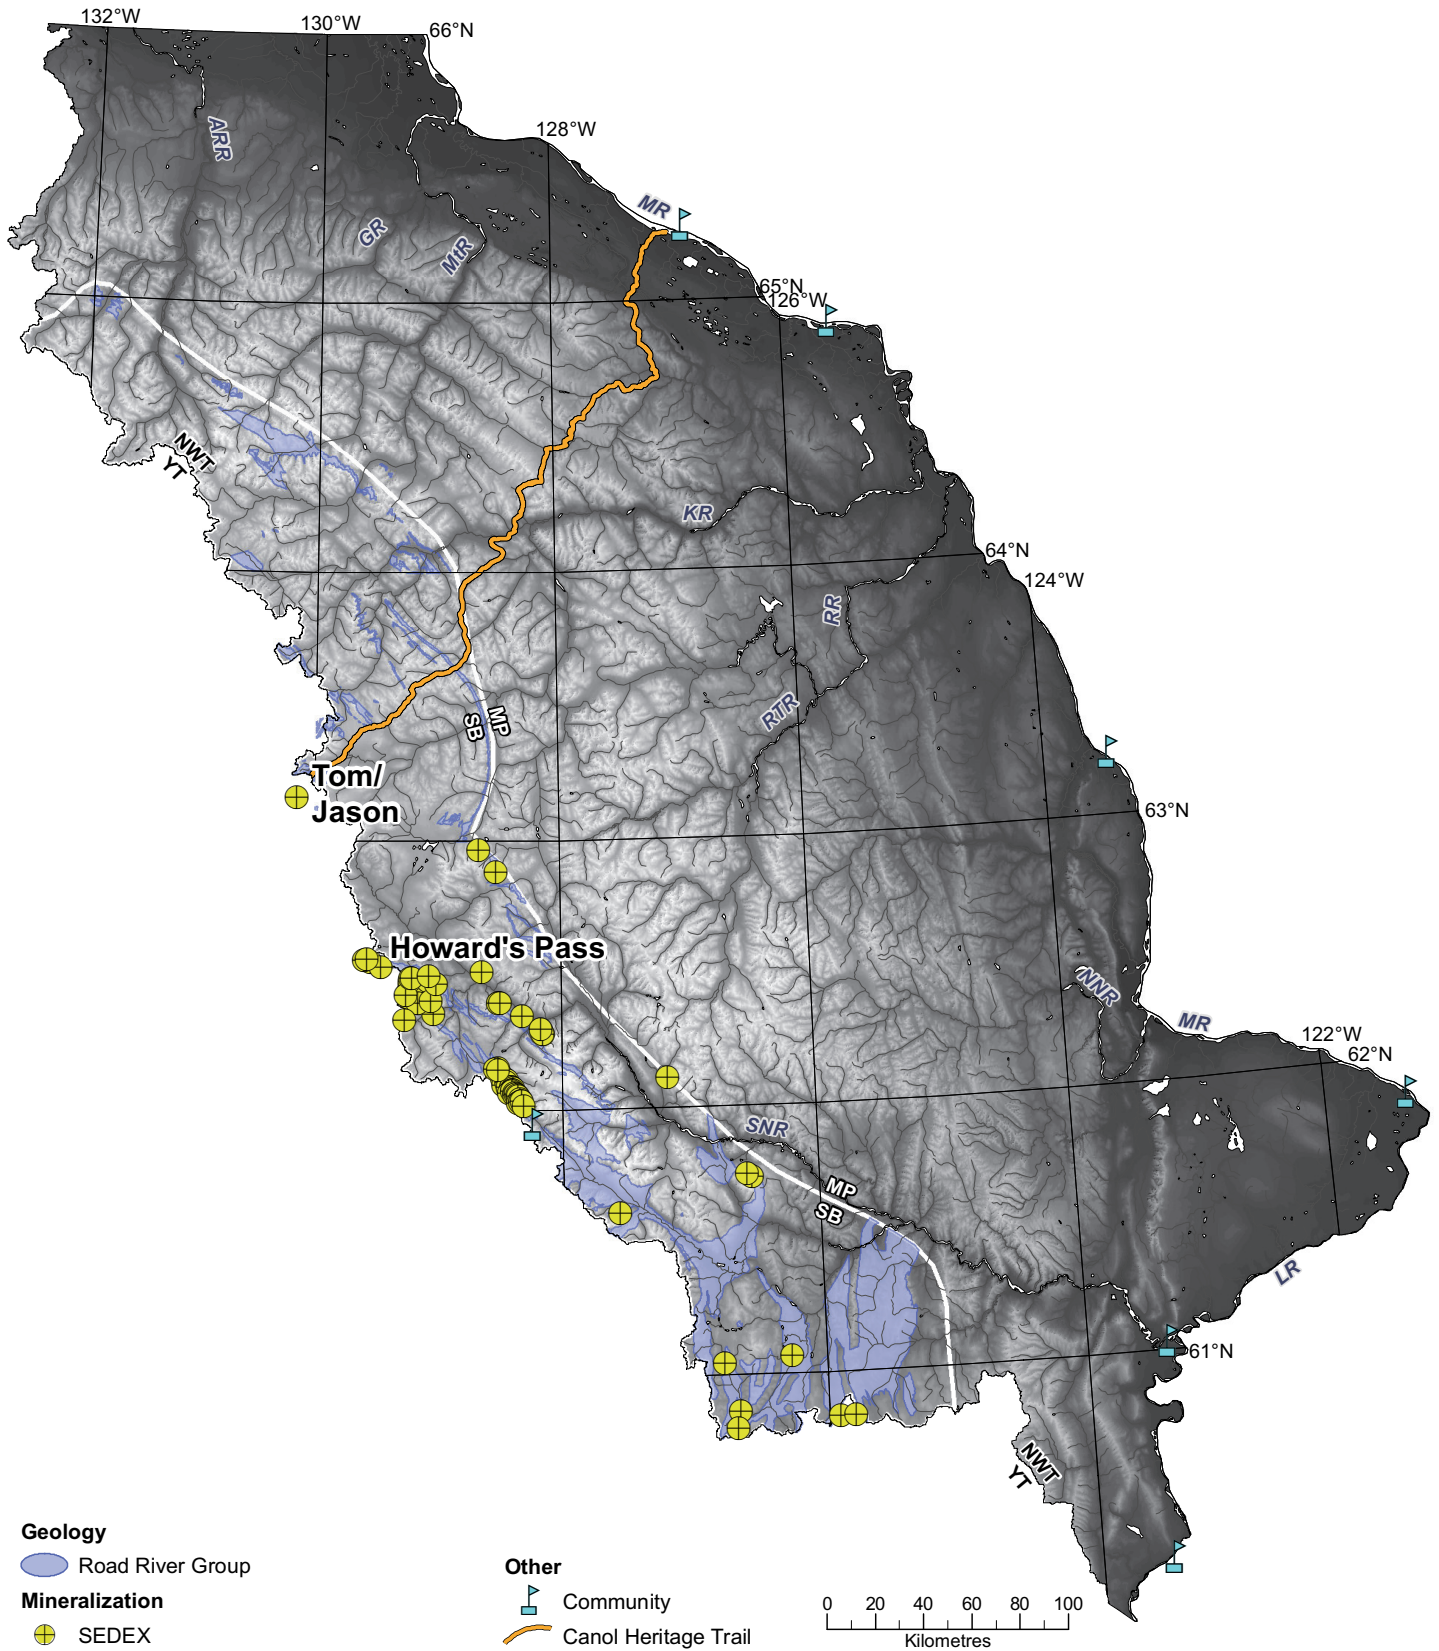 132°W
130°W
66°N
128°W
ARR
MR
GR
MtR
65°N
126°W
NWT
YT
KR
64°N
124°W
RR
RTR
MP
SB
Tom/
Jason
63°N
Howard's Pass
NNR
MR
122°W
62°N
SNR
MP
SB
LR
61°N
NWT
YT
Geology
Road River Group
Mineralization
SEDEX
Other
Community
Canol Heritage Trail
0 20 40 60 80 100
Kilometres